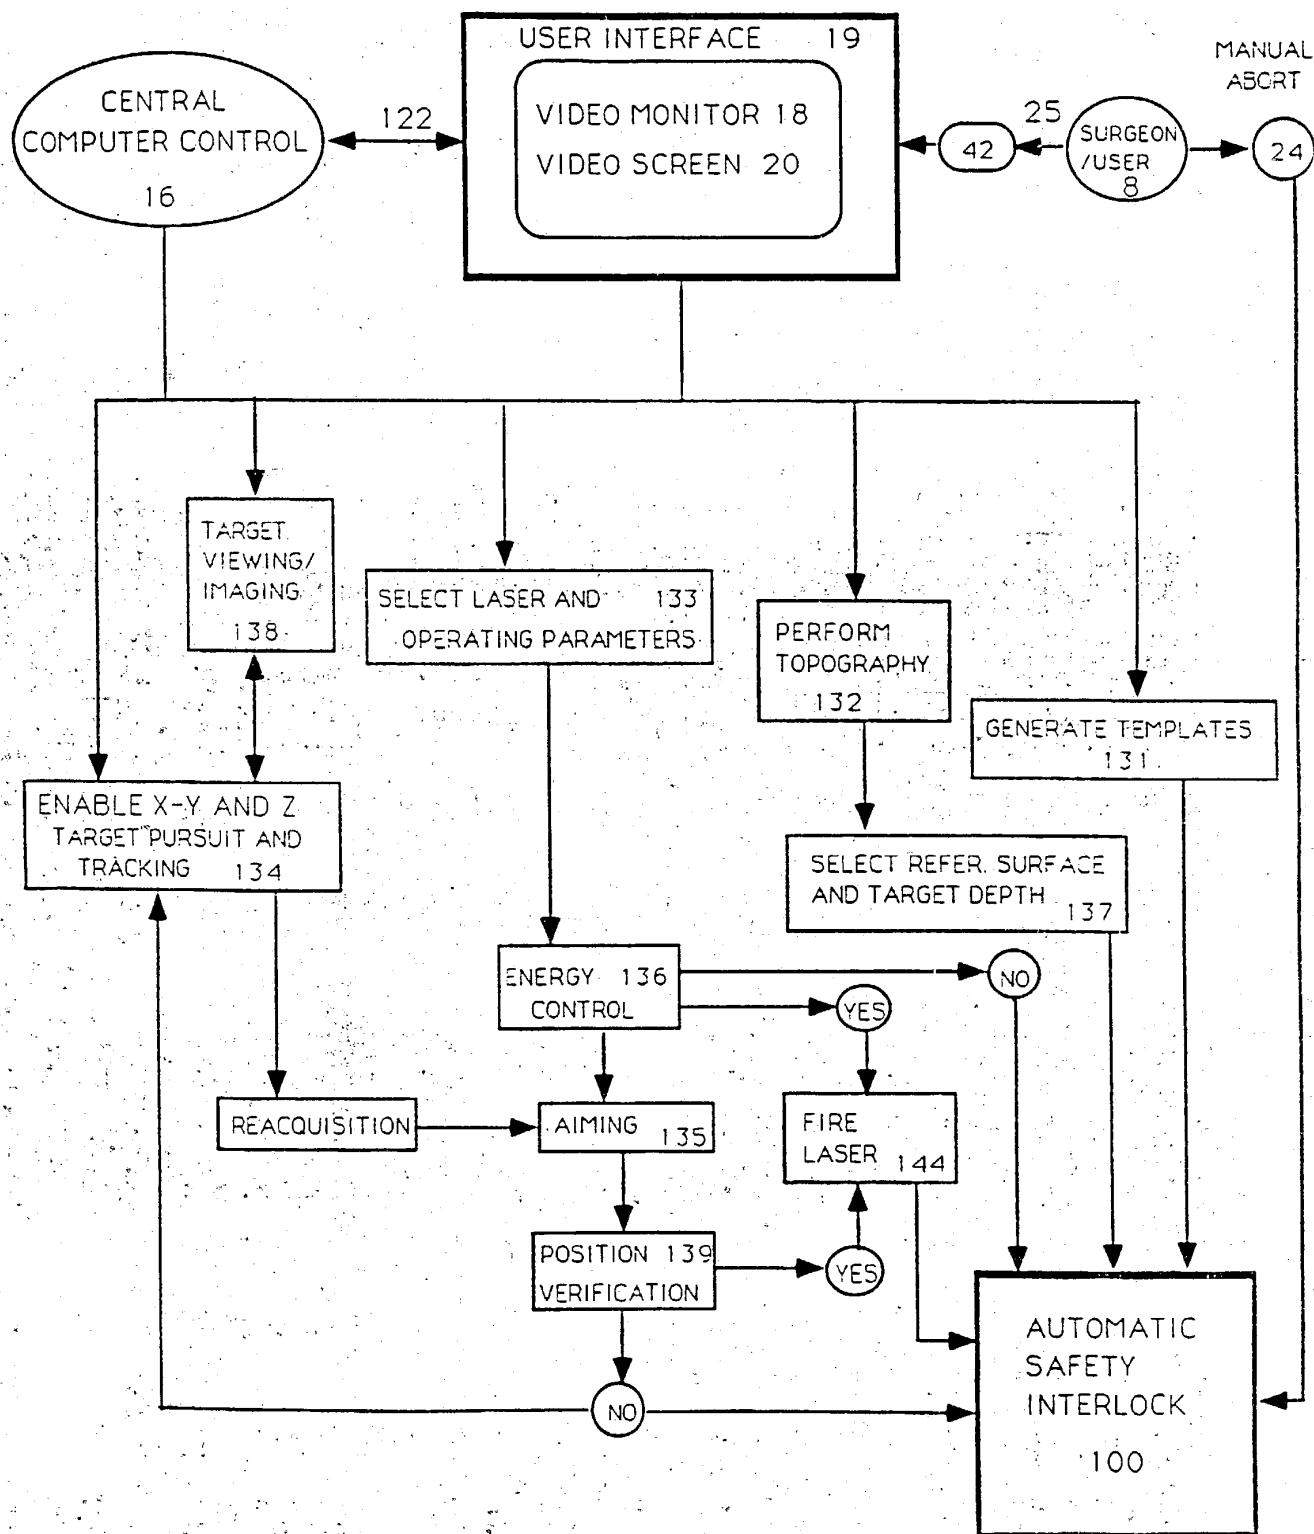 USER INTERFACE 19
MANUAL
ABORT
CENTRAL
COMPUTER CONTROL
16
122
VIDEO MONITOR 18
VIDEO SCREEN 20
42
25
SURGEON
/USER
8
24
TARGET
VIEWING/
IMAGING
138
SELECT LASER AND 133
OPERATING PARAMETERS
PERFORM
TOPOGRAPHY
132
GENERATE TEMPLATES
131
ENABLE X-Y AND Z
TARGET PURSUIT AND
TRACKING 134
SELECT REFER. SURFACE
AND TARGET DEPTH 137
ENERGY 136
CONTROL
NO
YES
REACQUISITION
AIMING 135
FIRE
LASER 144
POSITION 139
VERIFICATION
YES
NO
AUTOMATIC
SAFETY
INTERLOCK
100